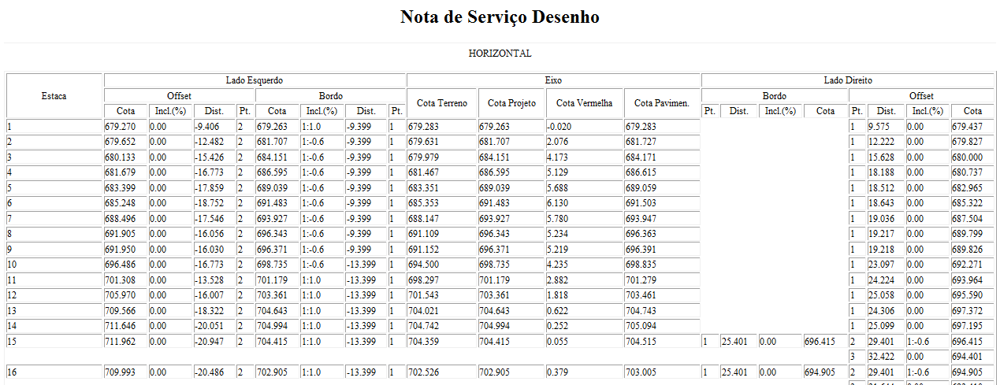 Nota de Serviço Desenho
HORIZONTAL
Estaca Lado Esquerdo Eixo Lado Direito
Offset Bordo Cota Terreno Cota Projeto Cota Vermelha Cota Pavimen. Bordo Offset
Cota Incl.(%) Dist. Pt. Cota Incl.(%) Dist. Pt. Pt. Dist. Incl.(%) Cota Pt. Dist. Incl.(%) Cota
1 679.270 0.00 -9.406 2 679.263 1:1.0 -9.399 1 679.283 679.263 -0.020 679.283 1 9.575 0.00 679.437
2 679.652 0.00 -12.482 2 681.707 1:-0.6 -9.399 1 679.631 681.707 2.076 681.727 1 12.222 0.00 679.827
3 680.133 0.00 -15.426 2 684.151 1:-0.6 -9.399 1 679.979 684.151 4.173 684.171 1 15.628 0.00 680.000
4 681.679 0.00 -16.773 2 686.595 1:-0.6 -9.399 1 681.467 686.595 5.129 686.615 1 18.188 0.00 680.737
5 683.399 0.00 -17.859 2 689.039 1:-0.6 -9.399 1 683.351 689.039 5.688 689.059 1 18.512 0.00 682.965
6 685.248 0.00 -18.752 2 691.483 1:-0.6 -9.399 1 685.353 691.483 6.130 691.503 1 18.643 0.00 685.322
7 688.496 0.00 -17.546 2 693.927 1:-0.6 -9.399 1 688.147 693.927 5.780 693.947 1 19.036 0.00 687.504
8 691.905 0.00 -16.056 2 696.343 1:-0.6 -9.399 1 691.109 696.343 5.234 696.363 1 19.217 0.00 689.799
9 691.950 0.00 -16.030 2 696.371 1:-0.6 -9.399 1 691.152 696.371 5.219 696.391 1 19.218 0.00 689.826
10 696.486 0.00 -16.773 2 698.735 1:-0.6 -13.399 1 694.500 698.735 4.235 698.835 1 23.097 0.00 692.271
11 701.308 0.00 -13.528 2 701.179 1:1.0 -13.399 1 698.297 701.179 2.882 701.279 1 24.224 0.00 693.964
12 705.970 0.00 -16.007 2 703.361 1:1.0 -13.399 1 701.543 703.361 1.818 703.461 1 25.058 0.00 695.590
13 709.566 0.00 -18.322 2 704.643 1:1.0 -13.399 1 704.021 704.643 0.622 704.743 1 24.306 0.00 697.372
14 711.646 0.00 -20.051 2 704.994 1:1.0 -13.399 1 704.742 704.994 0.252 705.094 1 25.099 0.00 697.195
15 711.962 0.00 -20.947 2 704.415 1:1.0 -13.399 1 704.359 704.415 0.055 704.515 1 25.401 0.00 696.415 2 29.401 1:-0.6 696.415
3 32.422 0.00 694.401
16 709.993 0.00 -20.486 2 702.905 1:1.0 -13.399 1 702.526 702.905 0.379 703.005 1 25.401 0.00 694.905 2 29.401 1:-0.6 694.905